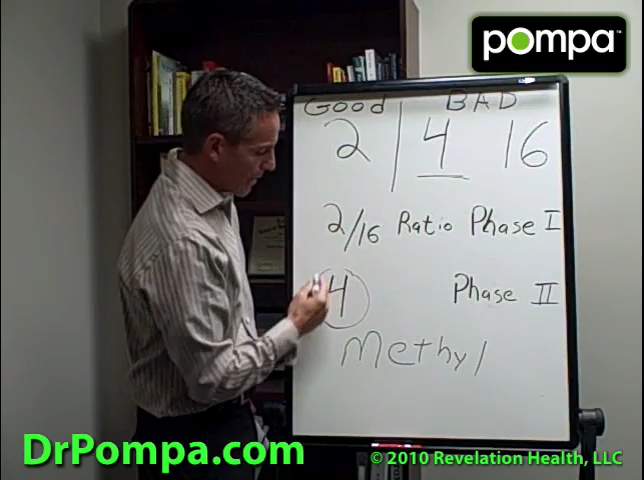 pompa™
Good | BAD
2 | 4 16
2/16 Ratio Phase I
4 Phase II
Methyl
DrPompa.com
© 2010 Revelation Health, LLC